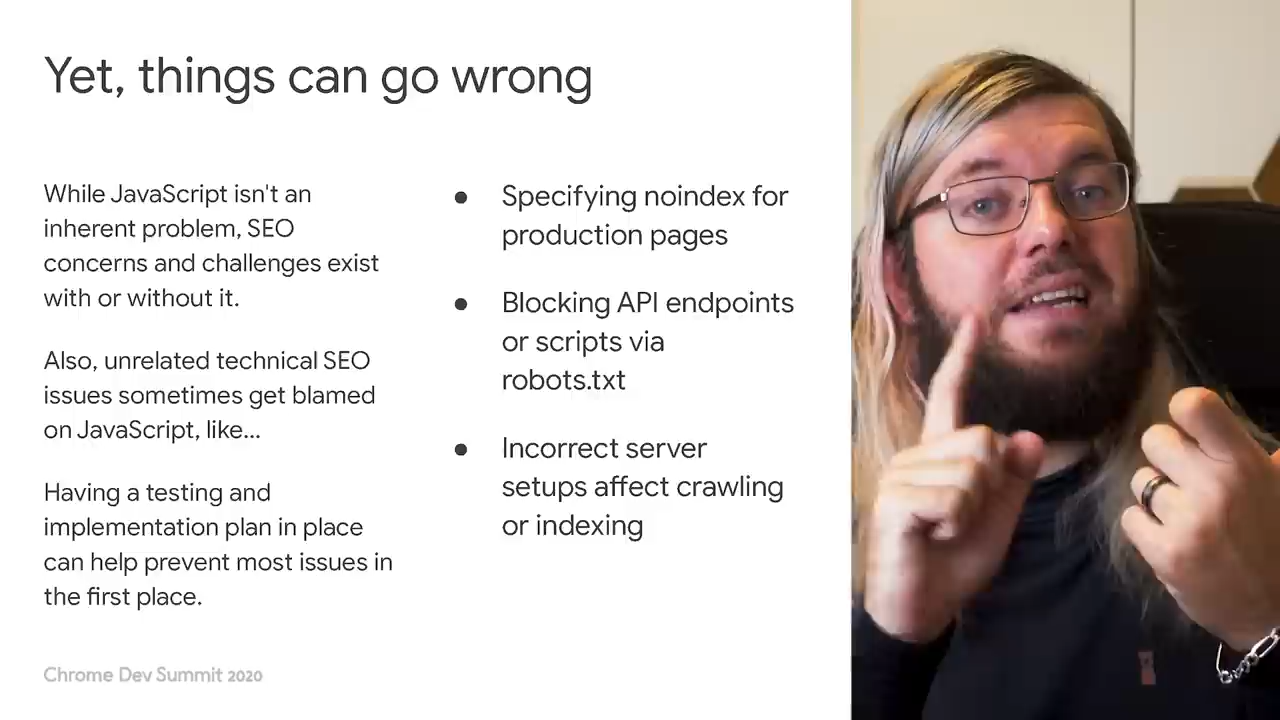 Yet, things can go wrong
While JavaScript isn't an
inherent problem, SEO
concerns and challenges exist
with or without it.
Also, unrelated technical SEO
issues sometimes get blamed
on JavaScript, like...
Having a testing and
implementation plan in place
can help prevent most issues in
the first place.
● Specifying noindex for
production pages
● Blocking API endpoints
or scripts via
robots.txt
● Incorrect server
setups affect crawling
or indexing
Chrome Dev Summit 2020